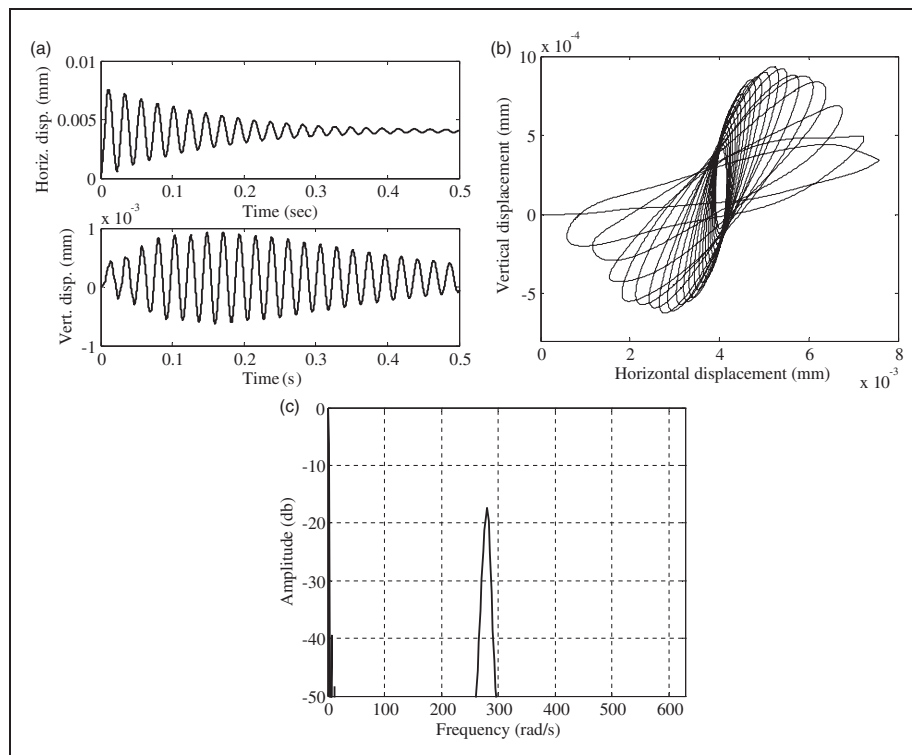 (a)
0.01
0.005
0
Horiz. disp. (mm)
0 0.1 0.2 0.3 0.4 0.5
Time (sec)
x 10-3
1
0
-1
Vert. disp. (mm)
0 0.1 0.2 0.3 0.4 0.5
Time (s)
(b)
x 10-4
10
5
0
-5
Vertical displacement (mm)
0 2 4 6 8
Horizontal displacement (mm)
x 10-3
(c)
0
-10
-20
-30
-40
-50
Amplitude (db)
0 100 200 300 400 500 600
Frequency (rad/s)